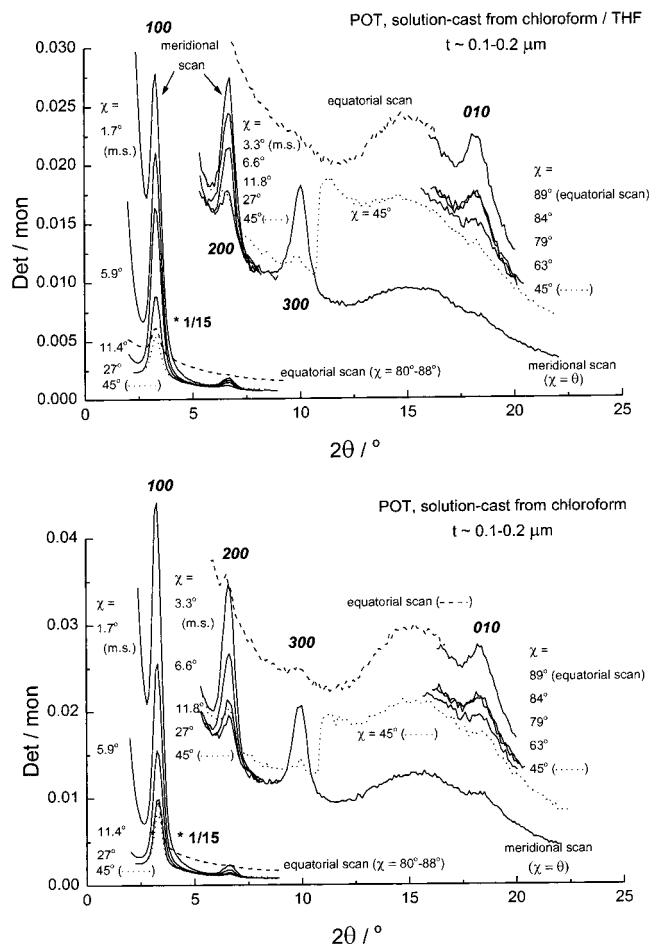 POT, solution-cast from chloroform / THF
t ~ 0.1-0.2 μm
100
meridional
scan
equatorial scan
010
χ =
1.7°
(m.s.)
5.9°
11.4°
27°
45° (......)
* 1/15
χ =
3.3° (m.s.)
6.6°
11.8°
27°
45° (......)
200
300
χ = 45°
χ =
89° (equatorial scan)
84°
79°
63°
45° (......)
equatorial scan (χ = 80°-88°)
meridional scan
(χ = θ)
Det / mon
0.030
0.025
0.020
0.015
0.010
0.005
0.000
0 5 10 15 20 25
2θ / °
POT, solution-cast from chloroform
t ~ 0.1-0.2 μm
100
200
300
010
equatorial scan (----)
χ =
1.7°
(m.s.)
5.9°
11.4°
27°
45° (......)
* 1/15
χ =
3.3°
(m.s.)
6.6°
11.8°
27°
45° (......)
χ = 45° (......)
χ =
89° (equatorial scan)
84°
79°
63°
45° (......)
equatorial scan (χ = 80°-88°)
meridional scan
(χ = θ)
Det / mon
0.04
0.03
0.02
0.01
0.00
0 5 10 15 20 25
2θ / °